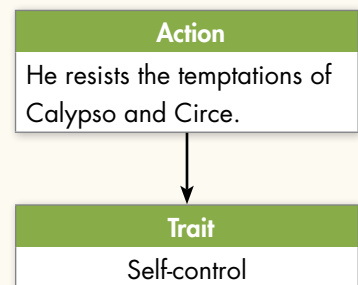 Action
He resists the temptations of
Calypso and Circe.
Trait
Self-control